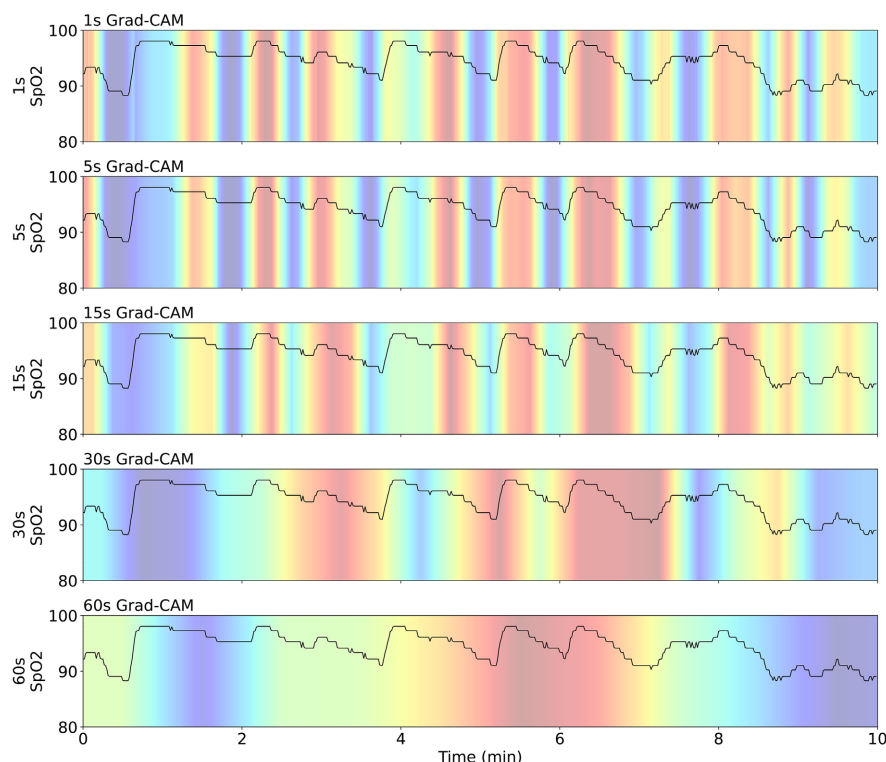 1s Grad-CAM
100
90
80
1s
SpO2
5s Grad-CAM
100
90
80
5s
SpO2
15s Grad-CAM
100
90
80
15s
SpO2
30s Grad-CAM
100
90
80
30s
SpO2
60s Grad-CAM
100
90
80
60s
SpO2
0 2 4 6 8 10
Time (min)